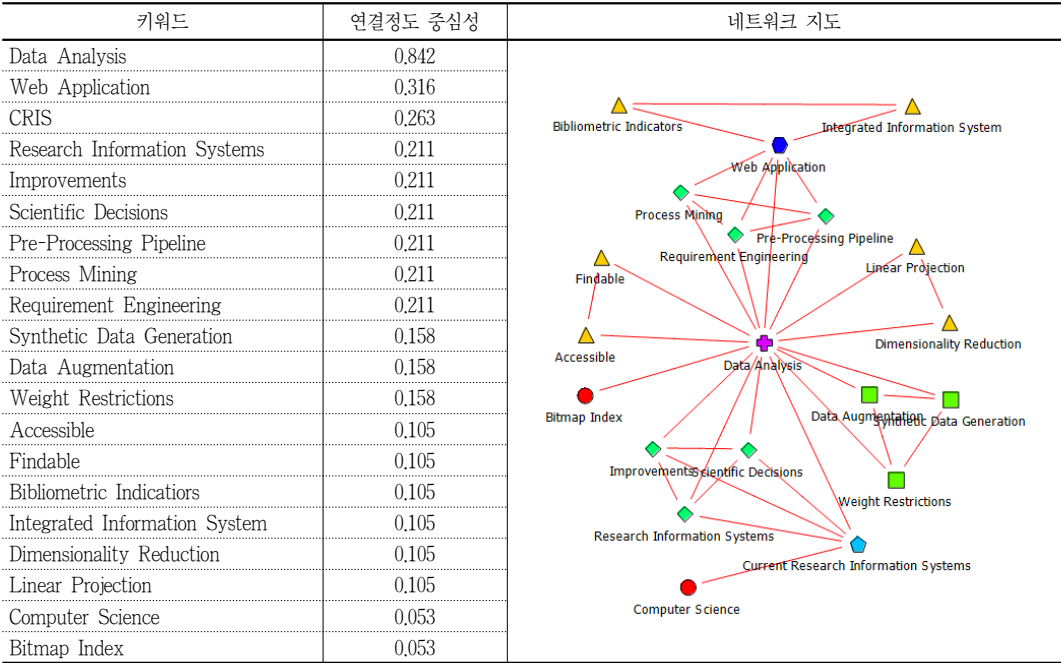 키워드 연결정도 중심성 네트워크 지도
Data Analysis 0.842
Web Application 0.316
CRIS 0.263
Research Information Systems 0.211
Improvements 0.211
Scientific Decisions 0.211
Pre-Processing Pipeline 0.211
Process Mining 0.211
Requirement Engineering 0.211
Synthetic Data Generation 0.158
Data Augmentation 0.158
Weight Restrictions 0.158
Accessible 0.105
Findable 0.105
Bibliometric Indicators 0.105
Integrated Information System 0.105
Dimensionality Reduction 0.105
Linear Projection 0.105
Computer Science 0.053
Bitmap Index 0.053
Bibliometric Indicators
Integrated Information System
Web Application
Process Mining
Pre-Processing Pipeline
Requirement Engineering
Linear Projection
Findable
Dimensionality Reduction
Accessible
Data Analysis
Bitmap Index
Data Augmentation
Synthetic Data Generation
Improvements
Scientific Decisions
Weight Restrictions
Research Information Systems
Current Research Information Systems
Computer Science